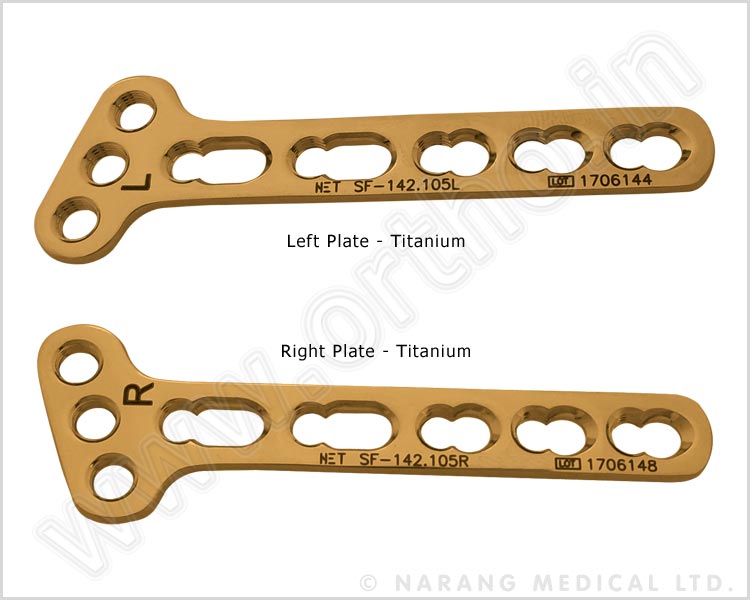 L
NET SF-142.105L LOT 1706144
Left Plate - Titanium
Right Plate - Titanium
R
NET SF-142.105R LOT 1706148
www.ortho.in
© NARANG MEDICAL LTD.